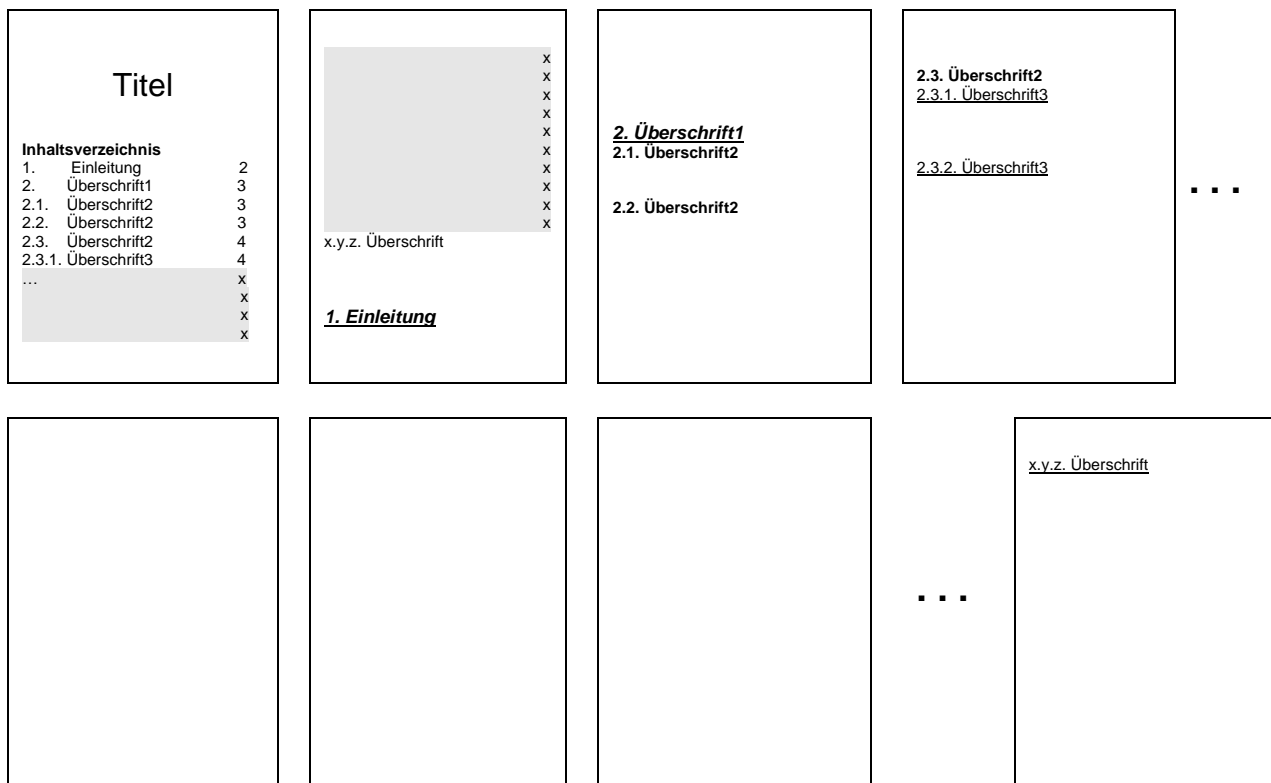 Titel
Inhaltsverzeichnis
1. Einleitung 2
2. Überschrift1 3
2.1. Überschrift2 3
2.2. Überschrift2 3
2.3. Überschrift2 4
2.3.1. Überschrift3 4
… x
x
x
x
x
x
x
x
x
x
x
x
x
x
x.y.z. Überschrift
1. Einleitung
2. Überschrift1
2.1. Überschrift2
2.2. Überschrift2
2.3. Überschrift2
2.3.1. Überschrift3
2.3.2. Überschrift3
. . .
. . .
x.y.z. Überschrift